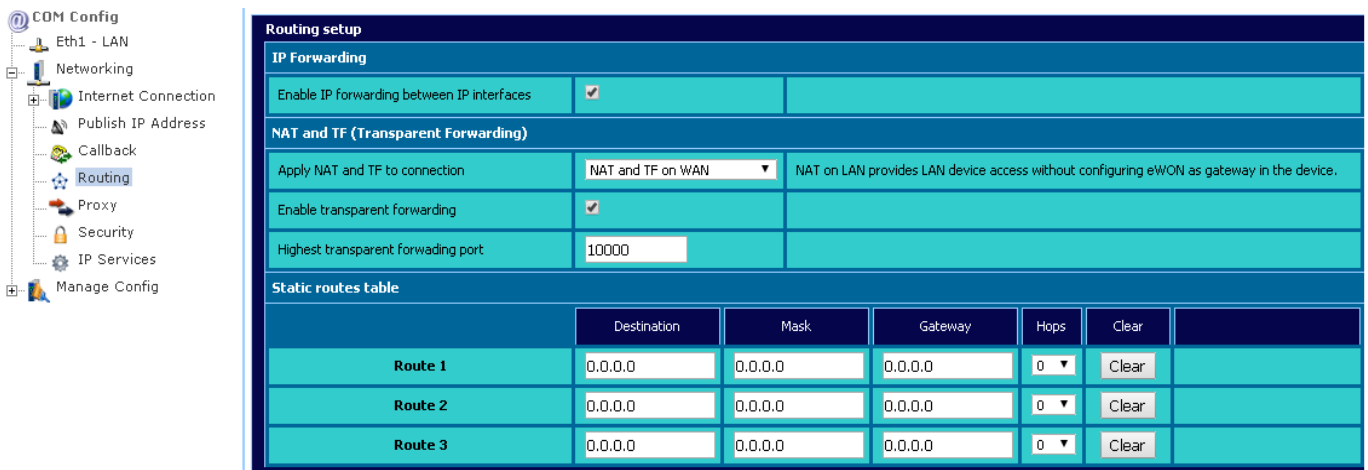 COM Config
Eth1 - LAN
Networking
Internet Connection
Publish IP Address
Callback
Routing
Proxy
Security
IP Services
Manage Config
Routing setup
IP Forwarding
Enable IP forwarding between IP interfaces
NAT and TF (Transparent Forwarding)
Apply NAT and TF to connection NAT and TF on WAN NAT on LAN provides LAN device access without configuring eWON as gateway in the device.
Enable transparent forwarding
Highest transparent forwading port 10000
Static routes table
Destination Mask Gateway Hops Clear
Route 1 0.0.0.0 0.0.0.0 0.0.0.0 0 Clear
Route 2 0.0.0.0 0.0.0.0 0.0.0.0 0 Clear
Route 3 0.0.0.0 0.0.0.0 0.0.0.0 0 Clear